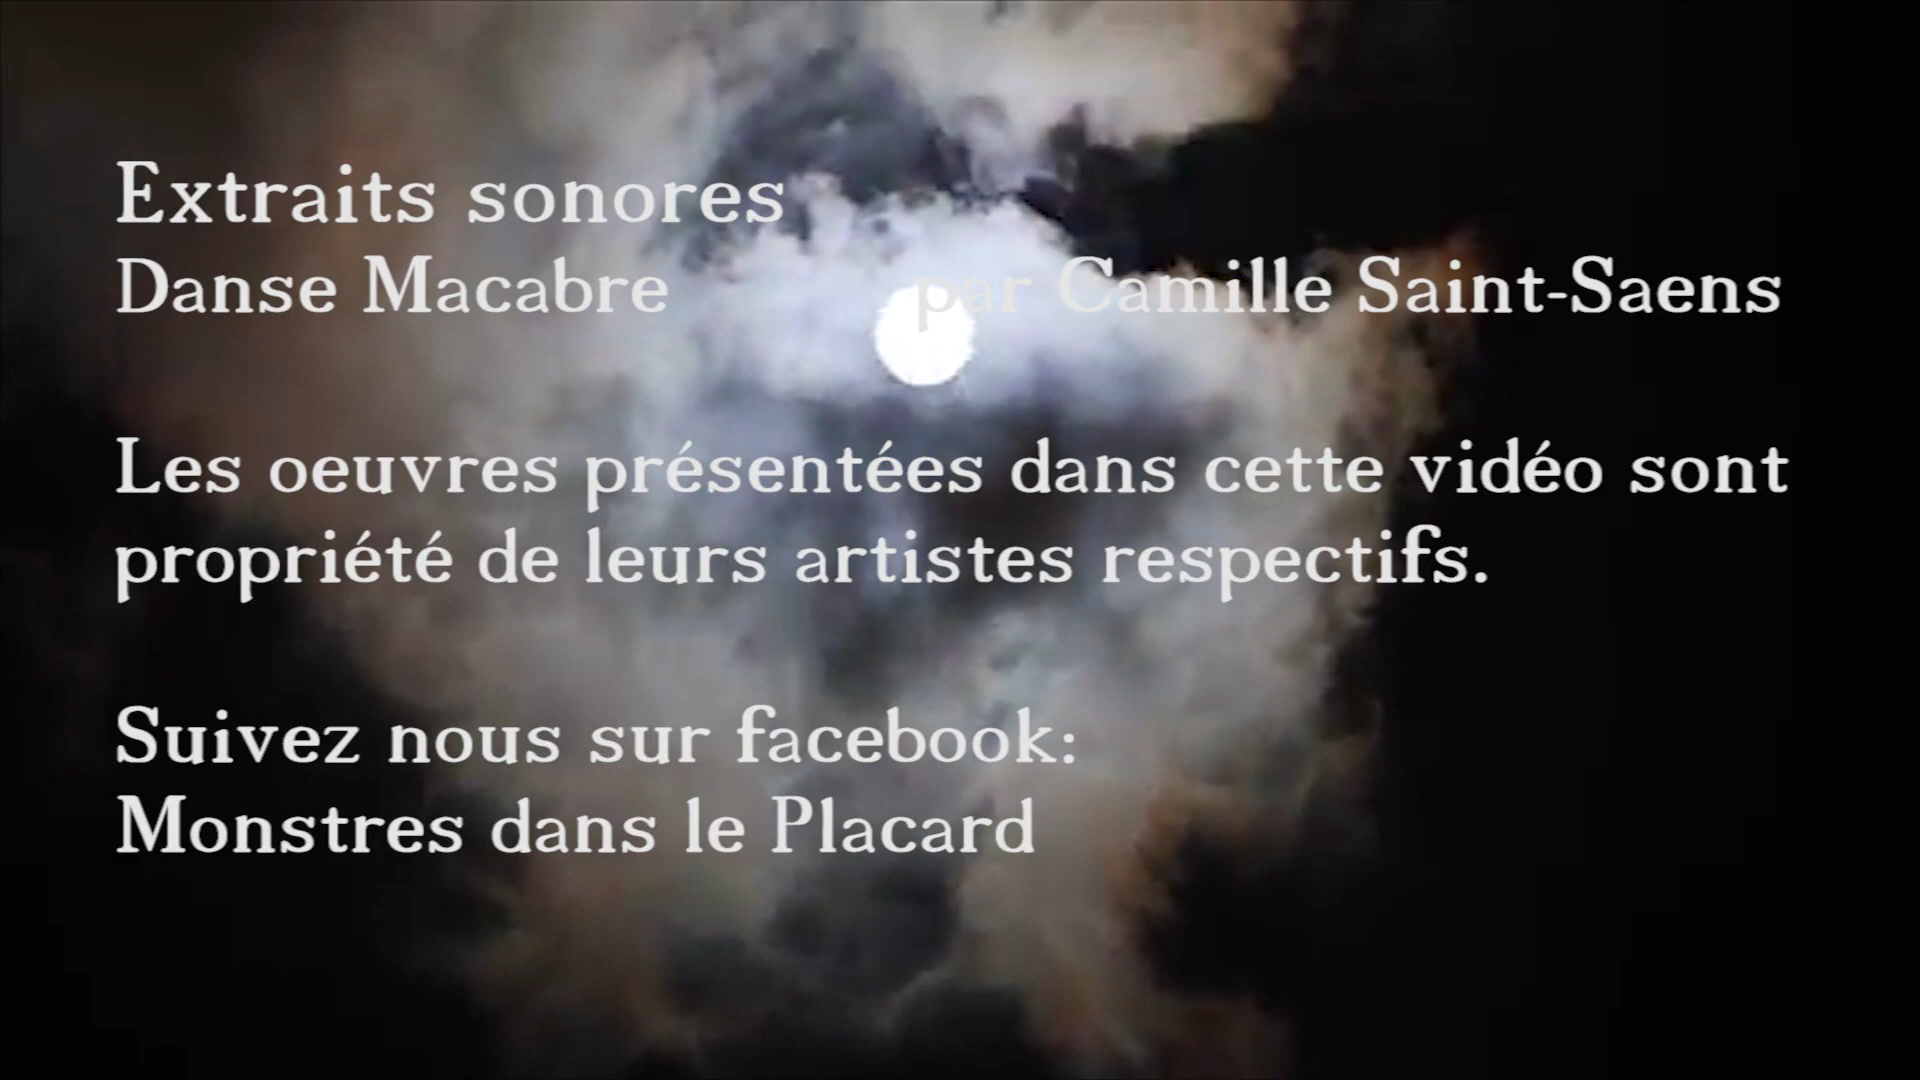 Extraits sonores
Danse Macabre par Camille Saint-Saens
Les oeuvres présentées dans cette vidéo sont
propriété de leurs artistes respectifs.
Suivez nous sur facebook:
Monstres dans le Placard